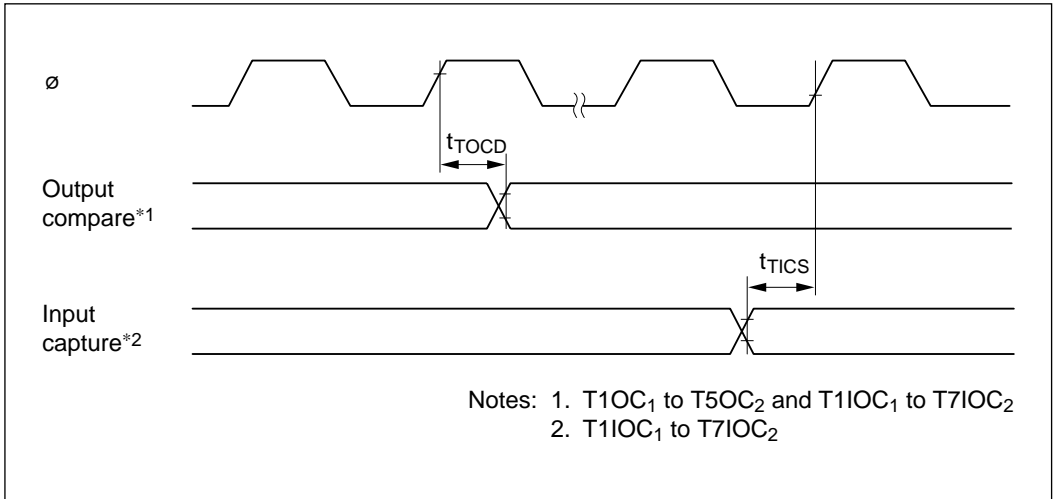 ø
tTOCD
Output
compare*1
tTICS
Input
capture*2
Notes: 1. T1OC1 to T5OC2 and T1IOC1 to T7IOC2
2. T1IOC1 to T7IOC2